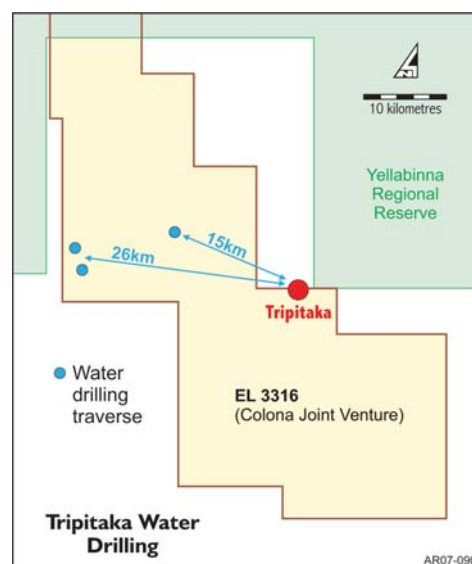 N
10 kilometres
Yellabinna
Regional
Reserve
15km
26km
Tripitaka
Water
drilling
traverse
EL 3316
(Colona Joint Venture)
Tripitaka Water
Drilling